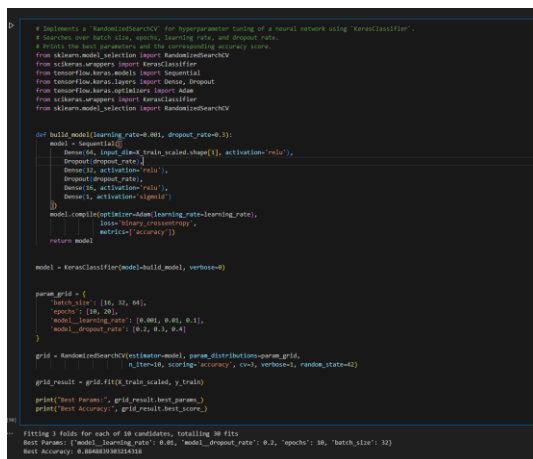 # Implements a `RandomizedSearchCV` for hyperparameter tuning of a neural network using `KerasClassifier`.
# Searches over batch size, epochs, learning rate, and dropout rate.
# Prints the best parameters and the corresponding accuracy score.
from sklearn.model_selection import RandomizedSearchCV
from scikeras.wrappers import KerasClassifier
from tensorflow.keras.models import Sequential
from tensorflow.keras.layers import Dense, Dropout
from tensorflow.keras.optimizers import Adam
from scikeras.wrappers import KerasClassifier
from sklearn.model_selection import RandomizedSearchCV
def build_model(learning_rate=0.001, dropout_rate=0.3):
model = Sequential([
Dense(64, input_dim=X_train_scaled.shape[1], activation='relu'),
Dropout(dropout_rate),
Dense(32, activation='relu'),
Dropout(dropout_rate),
Dense(16, activation='relu'),
Dense(1, activation='sigmoid')
])
model.compile(optimizer=Adam(learning_rate=learning_rate),
loss='binary_crossentropy',
metrics=['accuracy'])
return model
model = KerasClassifier(model=build_model, verbose=0)
param_grid = {
'batch_size': [16, 32, 64],
'epochs': [10, 20],
'model__learning_rate': [0.001, 0.01, 0.1],
'model__dropout_rate': [0.2, 0.3, 0.4]
}
grid = RandomizedSearchCV(estimator=model, param_distributions=param_grid,
n_iter=10, scoring='accuracy', cv=3, verbose=1, random_state=42)
grid_result = grid.fit(X_train_scaled, y_train)
print("Best Params:", grid_result.best_params_)
print("Best Accuracy:", grid_result.best_score_)
Fitting 3 folds for each of 10 candidates, totalling 30 fits
Best Params: {'model__learning_rate': 0.01, 'model__dropout_rate': 0.2, 'epochs': 10, 'batch_size': 32}
Best Accuracy: